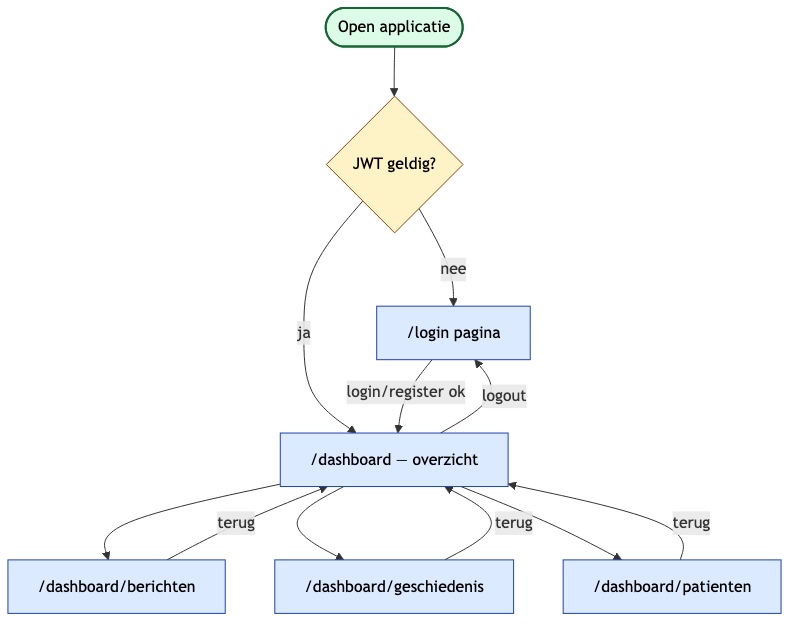 Open applicatie
JWT geldig?
nee
ja
/login pagina
login/register ok
logout
/dashboard — overzicht
terug
terug
terug
/dashboard/berichten
/dashboard/geschiedenis
/dashboard/patienten